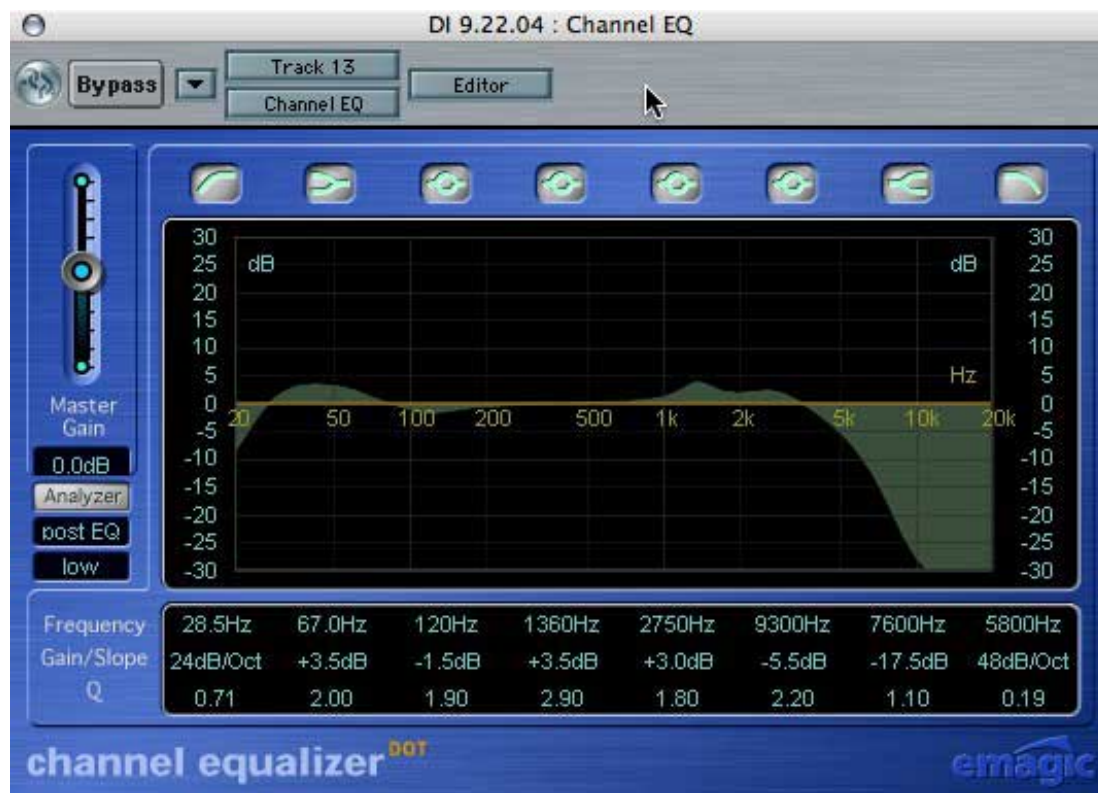 DI 9.22.04 : Channel EQ
Bypass
Track 13
Channel EQ
Editor
30 30
25 dB dB 25
20 20
15 15
10 10
5 Hz 5
0 0
20 50 100 200 500 1k 2k 5k 10k 20k
-5 -5
-10 -10
-15 -15
-20 -20
-25 -25
-30 -30
Master
Gain
0.0dB
Analyzer
post EQ
low
Frequency 28.5Hz 67.0Hz 120Hz 1360Hz 2750Hz 9300Hz 7600Hz 5800Hz
Gain/Slope 24dB/Oct +3.5dB -1.5dB +3.5dB +3.0dB -5.5dB -17.5dB 48dB/Oct
Q 0.71 2.00 1.90 2.90 1.80 2.20 1.10 0.19
channel equalizer DOT
emagic